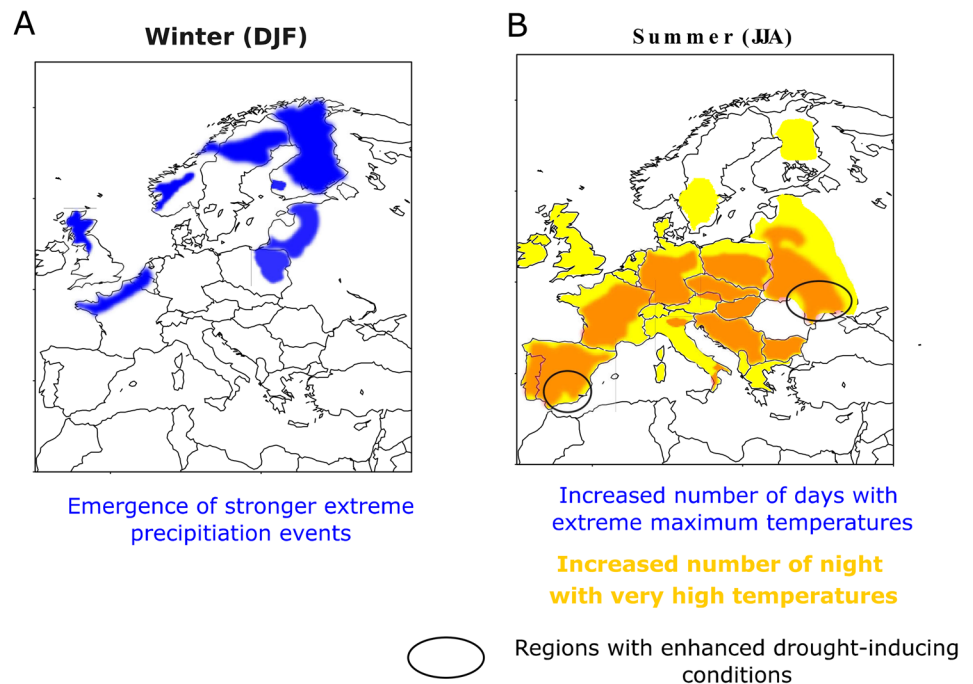 A
Winter (DJF)
Emergence of stronger extreme
precipitiation events
B
Summer (JJA)
Increased number of days with
extreme maximum temperatures
Increased number of night
with very high temperatures
Regions with enhanced drought-inducing
conditions